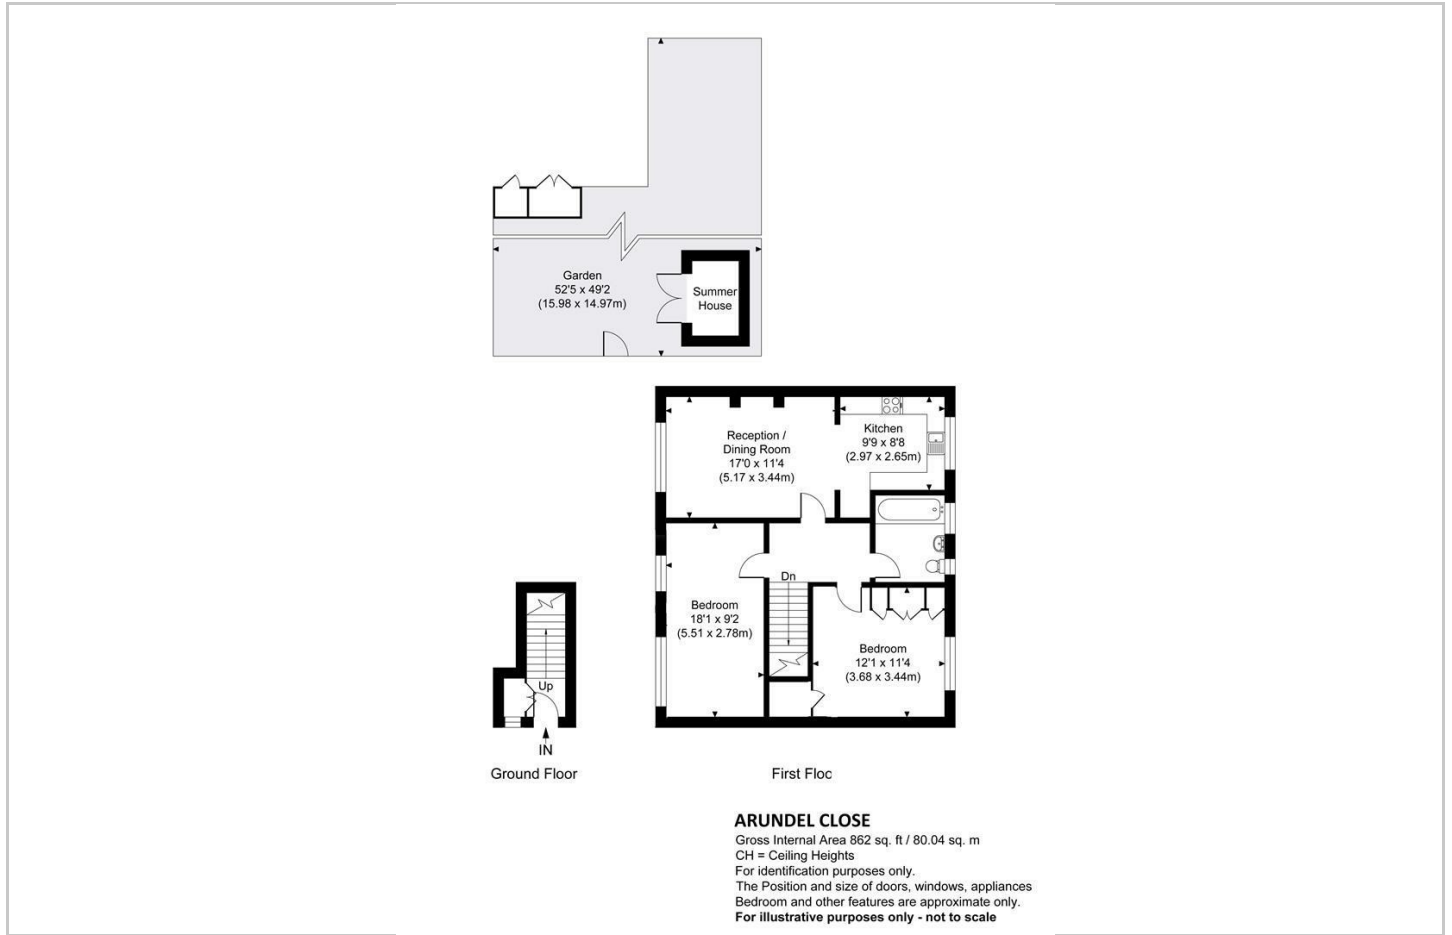 Garden
52'5 x 49'2
(15.98 x 14.97m)
Summer
House
Reception /
Dining Room
17'0 x 11'4
(5.17 x 3.44m)
Kitchen
9'9 x 8'8
(2.97 x 2.65m)
Dn
Bedroom
18'1 x 9'2
(5.51 x 2.78m)
Bedroom
12'1 x 11'4
(3.68 x 3.44m)
Up
IN
Ground Floor
First Floc
ARUNDEL CLOSE
Gross Internal Area 862 sq. ft / 80.04 sq. m
CH = Ceiling Heights
For identification purposes only.
The Position and size of doors, windows, appliances
Bedroom and other features are approximate only.
For illustrative purposes only - not to scale